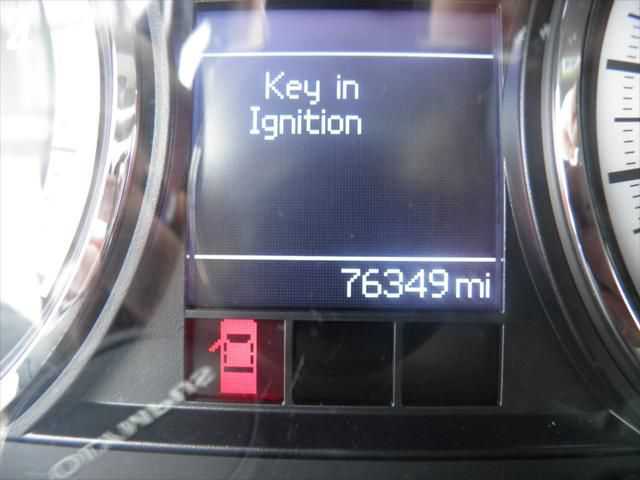 Key in
Ignition
76349 mi